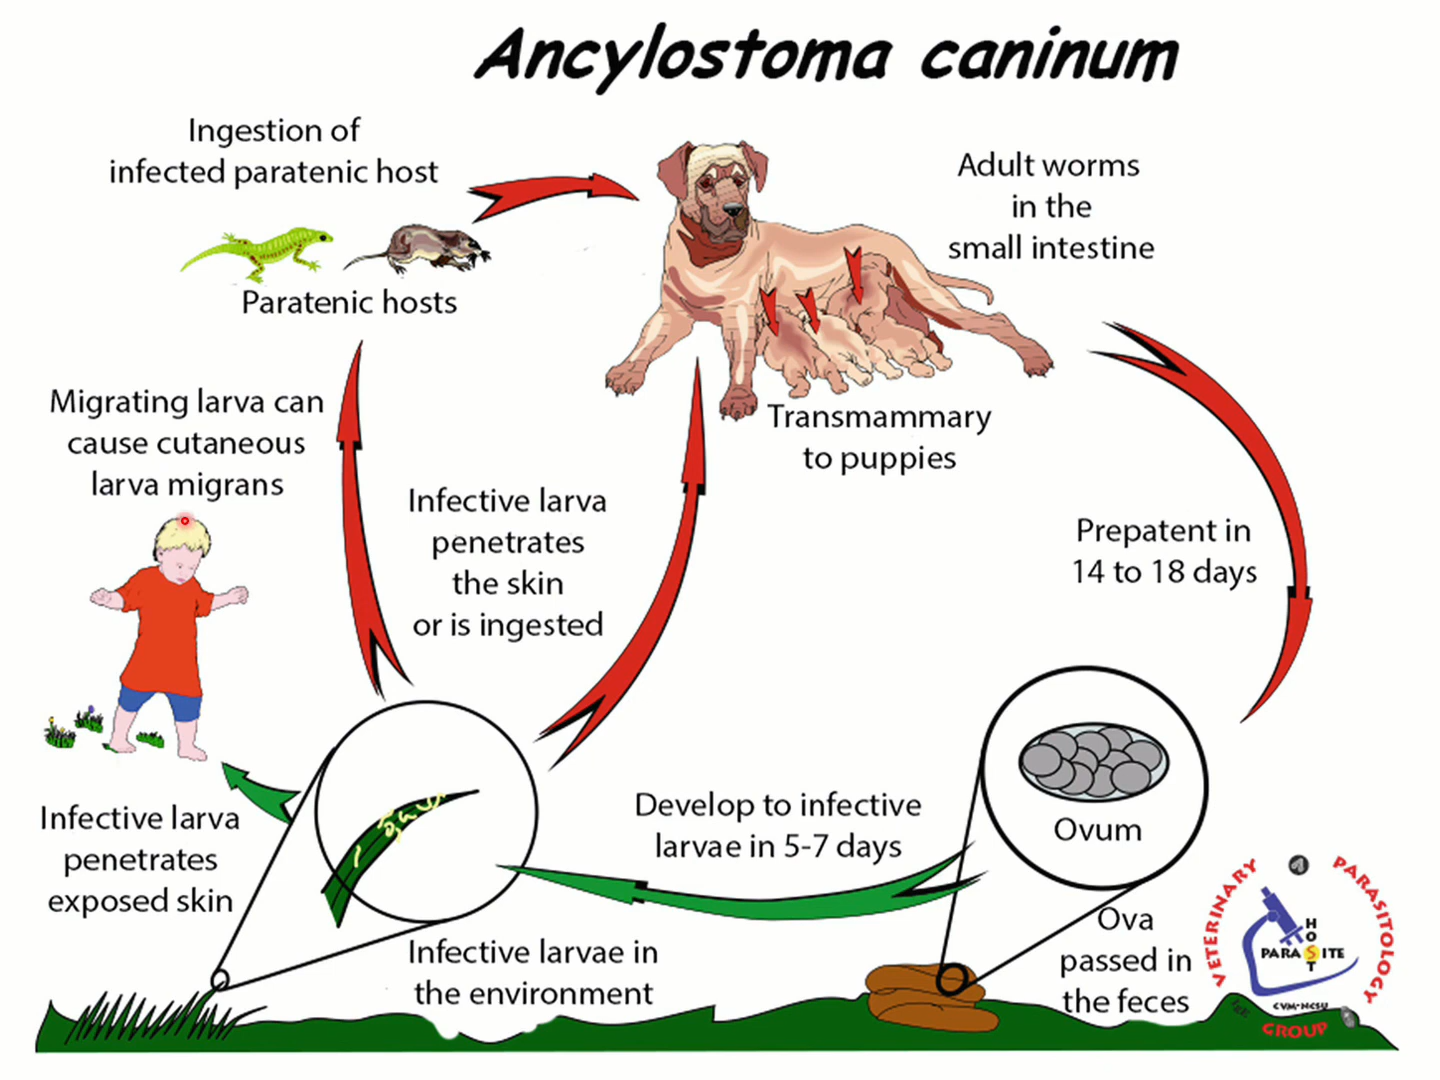 Ancylostoma caninum
Ingestion of
infected paratenic host
Paratenic hosts
Adult worms
in the
small intestine
Transmammary
to puppies
Migrating larva can
cause cutaneous
larva migrans
Infective larva
penetrates
the skin
or is ingested
Prepatent in
14 to 18 days
Infective larva
penetrates
exposed skin
Develop to infective
larvae in 5-7 days
Ovum
Infective larvae in
the environment
Ova
passed in
the feces
VETERINARY PARASITOLOGY
HOST
PARASITE
CVM-NCSU
GROUP